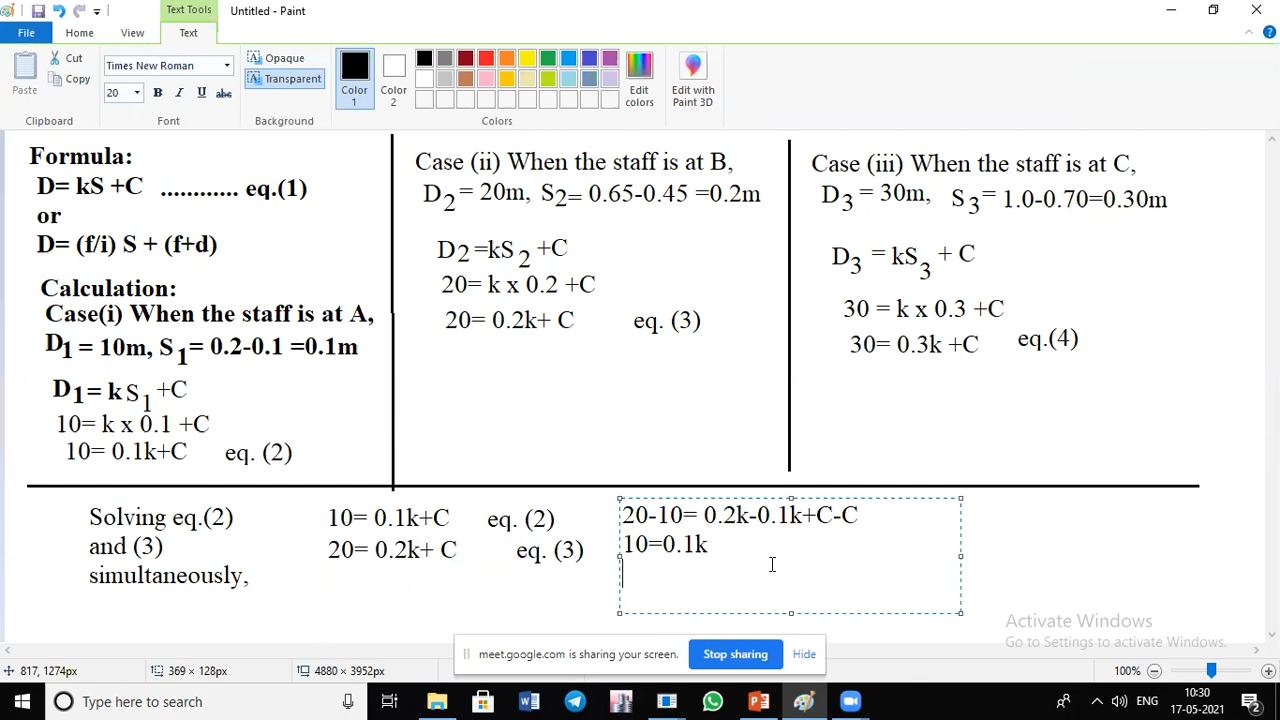 Text Tools
Untitled - Paint
File
Home
View
Text
Paste
Cut
Copy
Clipboard
Times New Roman
20
B I U abc
Font
Opaque
Transparent
Background
Color 1
Color 2
Edit colors
Edit with Paint 3D
Colors
Formula:
D= kS +C ............ eq.(1)
or
D= (f/i) S + (f+d)
Calculation:
Case(i) When the staff is at A,
D1 = 10m, S1= 0.2-0.1 =0.1m
D1= k S1 +C
10= k x 0.1 +C
10= 0.1k+C eq. (2)
Case (ii) When the staff is at B,
D2 = 20m, S2= 0.65-0.45 =0.2m
D2 =kS2 +C
20= k x 0.2 +C
20= 0.2k+ C eq. (3)
Case (iii) When the staff is at C,
D3 = 30m, S3 = 1.0-0.70=0.30m
D3 = kS3 + C
30 = k x 0.3 +C
30= 0.3k +C eq.(4)
Solving eq.(2)
and (3)
simultaneously,
10= 0.1k+C eq. (2)
20= 0.2k+ C eq. (3)
20-10= 0.2k-0.1k+C-C
10=0.1k
Activate Windows
Go to Settings to activate Windows.
meet.google.com is sharing your screen. Stop sharing Hide
817, 1274px 369 × 128px 4880 × 3952px 100%
Type here to search
ENG
10:30
17-05-2021
2